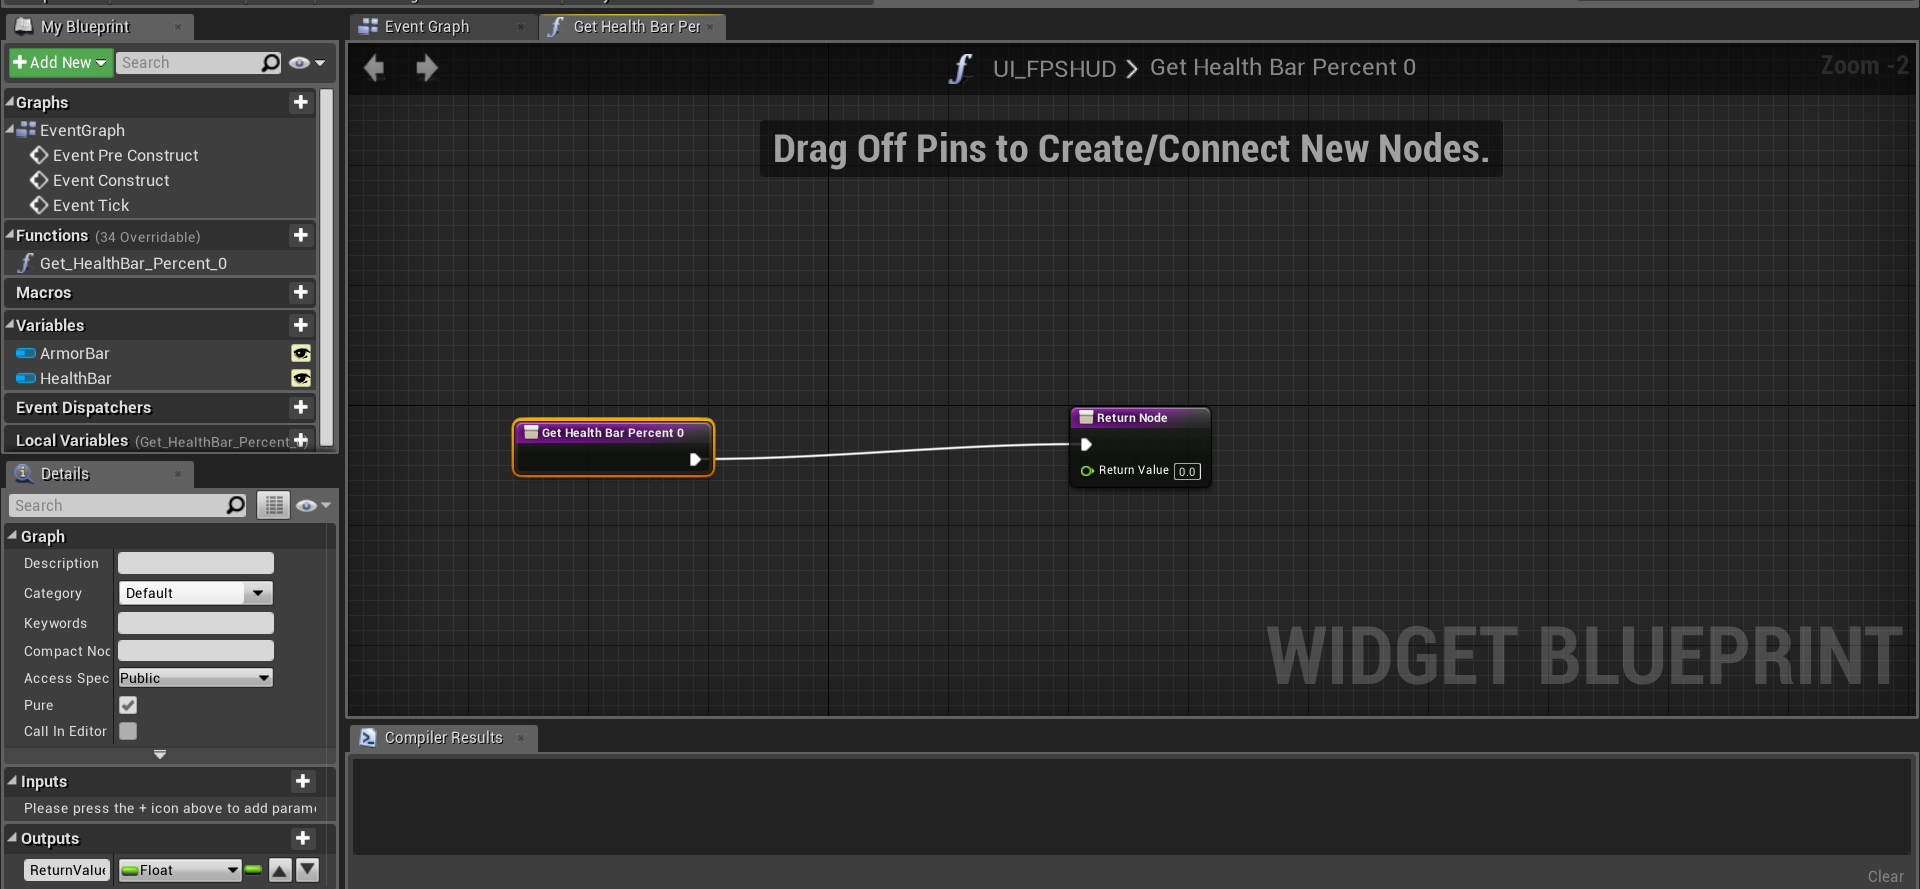 My Blueprint
Event Graph
Get Health Bar Per
Add New
Search
UI_FPSHUD
Get Health Bar Percent 0
Zoom -2
Drag Off Pins to Create/Connect New Nodes.
Graphs
EventGraph
Event Pre Construct
Event Construct
Event Tick
Functions (34 Overridable)
Get_HealthBar_Percent_0
Macros
Variables
ArmorBar
HealthBar
Event Dispatchers
Local Variables (Get_HealthBar_Percent_
Get Health Bar Percent 0
Return Node
Return Value 0.0
WIDGET BLUEPRINT
Details
Search
Graph
Description
Category Default
Keywords
Compact Noc
Access Spec Public
Pure
Call In Editor
Inputs
Please press the + icon above to add parame
Outputs
ReturnValue Float
Compiler Results
Clear